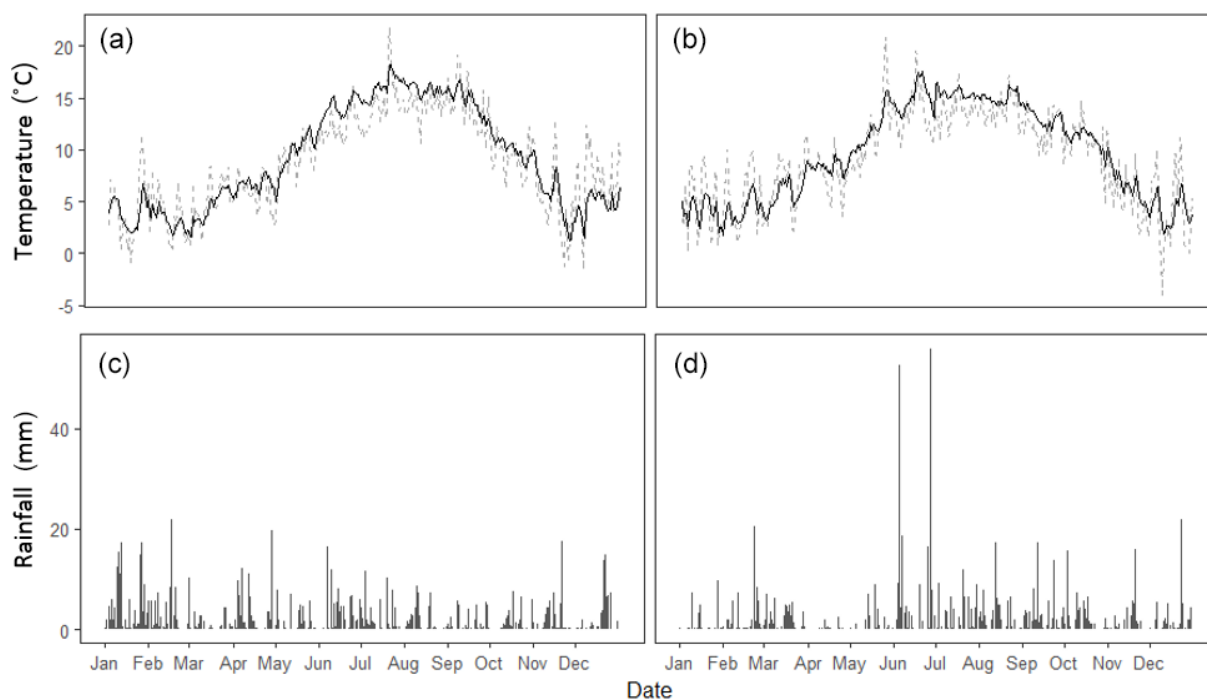 (a)
(b)
Temperature (°C)
20
15
10
5
0
-5
(c)
(d)
Rainfall (mm)
40
20
0
Jan Feb Mar Apr May Jun Jul Aug Sep Oct Nov Dec
Jan Feb Mar Apr May Jun Jul Aug Sep Oct Nov Dec
Date